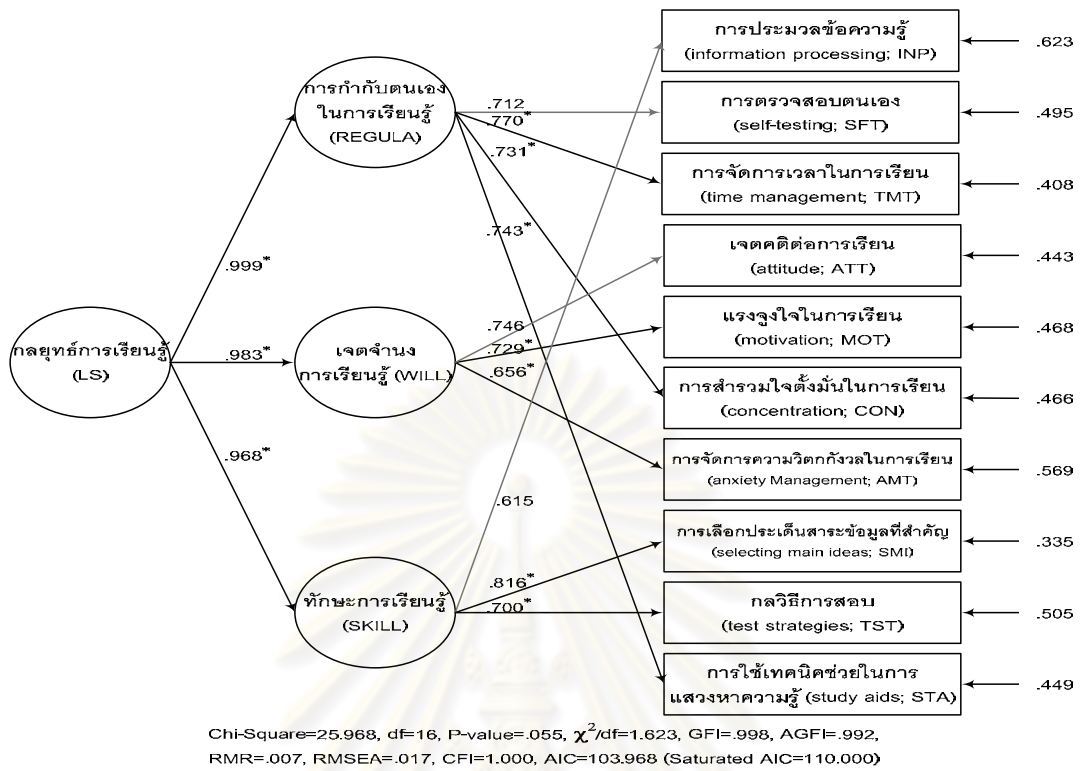 การประมวลข้อความรู้
(information processing; INP)
.623
การกำกับตนเอง
ในการเรียนรู้
(REGULA)
.712
.770*
.731*
.743*
การตรวจสอบตนเอง
(self-testing; SFT)
.495
การจัดการเวลาในการเรียน
(time management; TMT)
.408
เจตคติต่อการเรียน
(attitude; ATT)
.443
.999*
แรงจูงใจในการเรียน
(motivation; MOT)
.468
กลยุทธ์การเรียนรู้
(LS)
.983*
เจตจำนง
การเรียนรู้ (WILL)
.746
.729*
.656*
การสำรวมใจตั้งมั่นในการเรียน
(concentration; CON)
.466
.968*
การจัดการความวิตกกังวลในการเรียน
(anxiety Management; AMT)
.569
.615
การเลือกประเด็นสาระข้อมูลที่สำคัญ
(selecting main ideas; SMI)
.335
ทักษะการเรียนรู้
(SKILL)
.816*
.700*
กลวิธีการสอบ
(test strategies; TST)
.505
การใช้เทคนิคช่วยในการ
แสวงหาความรู้ (study aids; STA)
.449
Chi-Square=25.968, df=16, P-value=.055, χ²/df=1.623, GFI=.998, AGFI=.992,
RMR=.007, RMSEA=.017, CFI=1.000, AIC=103.968 (Saturated AIC=110.000)